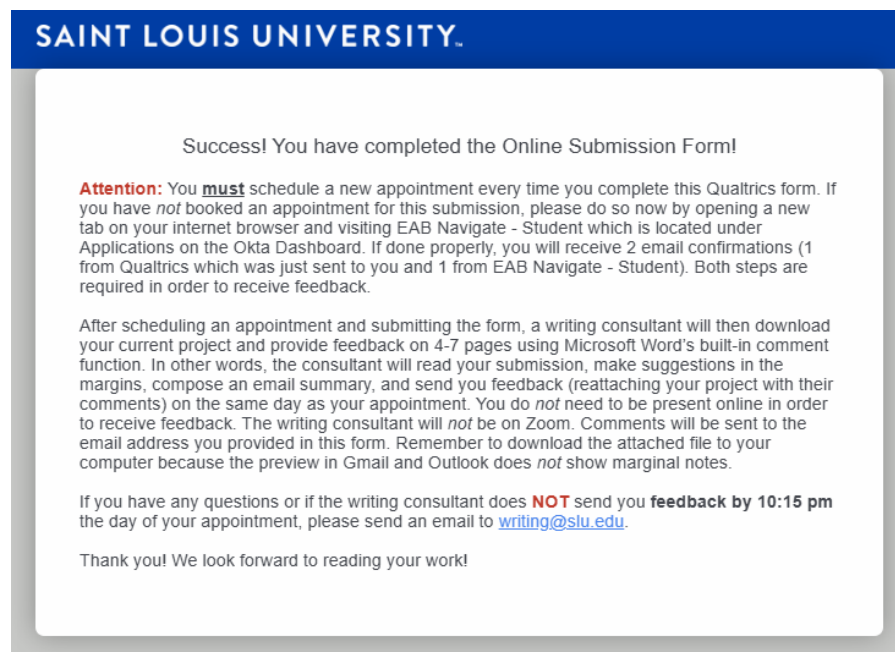 SAINT LOUIS UNIVERSITY™
Success! You have completed the Online Submission Form!
Attention: You must schedule a new appointment every time you complete this Qualtrics form. If
you have not booked an appointment for this submission, please do so now by opening a new
tab on your internet browser and visiting EAB Navigate - Student which is located under
Applications on the Okta Dashboard. If done properly, you will receive 2 email confirmations (1
from Qualtrics which was just sent to you and 1 from EAB Navigate - Student). Both steps are
required in order to receive feedback.
After scheduling an appointment and submitting the form, a writing consultant will then download
your current project and provide feedback on 4-7 pages using Microsoft Word's built-in comment
function. In other words, the consultant will read your submission, make suggestions in the
margins, compose an email summary, and send you feedback (reattaching your project with their
comments) on the same day as your appointment. You do not need to be present online in order
to receive feedback. The writing consultant will not be on Zoom. Comments will be sent to the
email address you provided in this form. Remember to download the attached file to your
computer because the preview in Gmail and Outlook does not show marginal notes.
If you have any questions or if the writing consultant does NOT send you feedback by 10:15 pm
the day of your appointment, please send an email to writing@slu.edu.
Thank you! We look forward to reading your work!